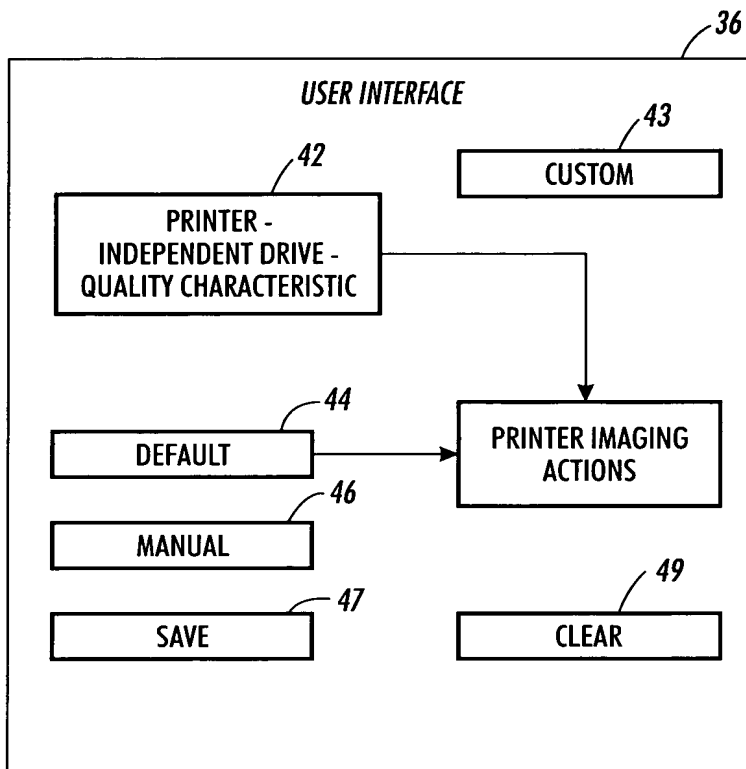 36
USER INTERFACE
43
CUSTOM
42
PRINTER -
INDEPENDENT DRIVE -
QUALITY CHARACTERISTIC
44
DEFAULT
PRINTER IMAGING
ACTIONS
46
MANUAL
47
SAVE
49
CLEAR